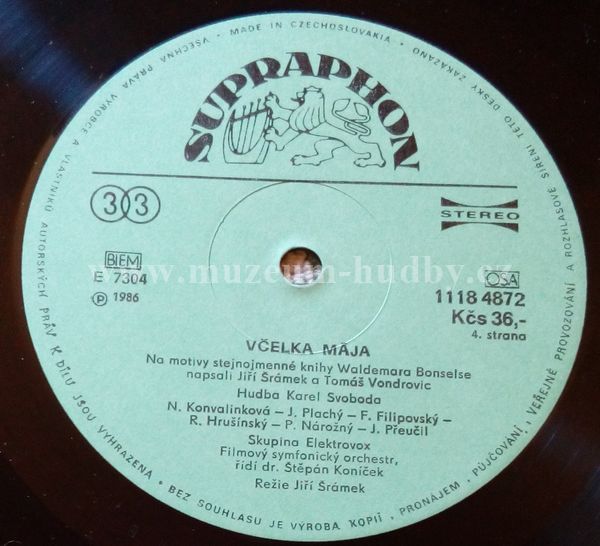 VŠECHNA PRÁVA VÝROBCE A VLASTNÍKŮ AUTORSKÝCH PRÁV K DÍLU JSOU VYHRAZENA • BEZ SOUHLASU JE VÝROBA KOPIÍ, PRONÁJEM, PŮJČOVÁNÍ, VEŘEJNÉ PROVOZOVÁNÍ A ROZHLASOVÉ ŠÍŘENÍ TÉTO DESKY ZAKÁZÁNO • MADE IN CZECHOSLOVAKIA •
SUPRAPHON
33
STEREO
BIEM
E 7304
Ⓟ 1986
OSA
1118 4872
Kčs 36,-
4. strana
www.muzeum-hudby.cz
VČELKA MÁJA
Na motivy stejnojmenné knihy Waldemara Bonselse
napsali Jiří Šrámek a Tomáš Vondrovic
Hudba Karel Svoboda
N. Konvalinková – J. Plachý – F. Filipovský –
R. Hrušínský – P. Nárožný – J. Přeučil
Skupina Elektrovox
Filmový symfonický orchestr,
řídí dr. Štěpán Koníček
Režie Jiří Šrámek